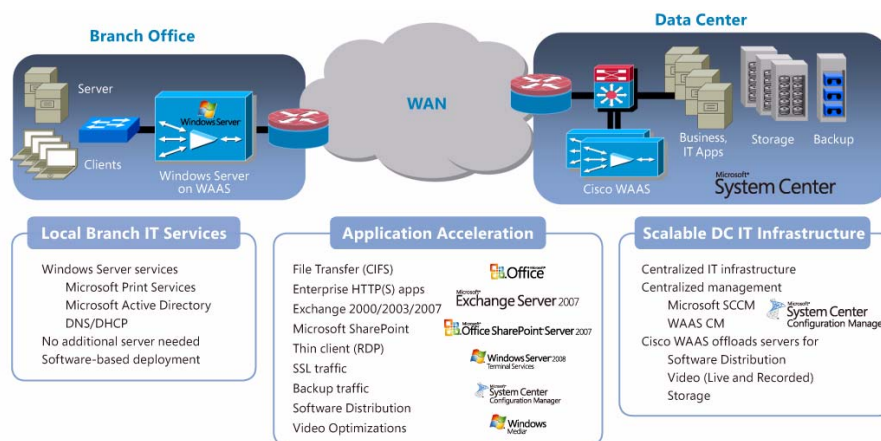 Branch Office
Server
Clients
Windows Server
Windows Server
on WAAS
WAN
Data Center
Cisco WAAS
Business,
IT Apps
Storage
Backup
Microsoft
System Center
Local Branch IT Services
Windows Server services
Microsoft Print Services
Microsoft Active Directory
DNS/DHCP
No additional server needed
Software-based deployment
Application Acceleration
File Transfer (CIFS)
Enterprise HTTP(S) apps
Exchange 2000/2003/2007
Microsoft SharePoint
Thin client (RDP)
SSL traffic
Backup traffic
Software Distribution
Video Optimizations
Microsoft
Office
Microsoft
Exchange Server 2007
Microsoft
Office SharePoint Server 2007
Windows Server 2008
Terminal Services
Microsoft
System Center
Configuration Manager
Windows
Media
Scalable DC IT Infrastructure
Centralized IT infrastructure
Centralized management
Microsoft SCCM
WAAS CM
Cisco WAAS offloads servers for
Software Distribution
Video (Live and Recorded)
Storage
Microsoft
System Center
Configuration Manage